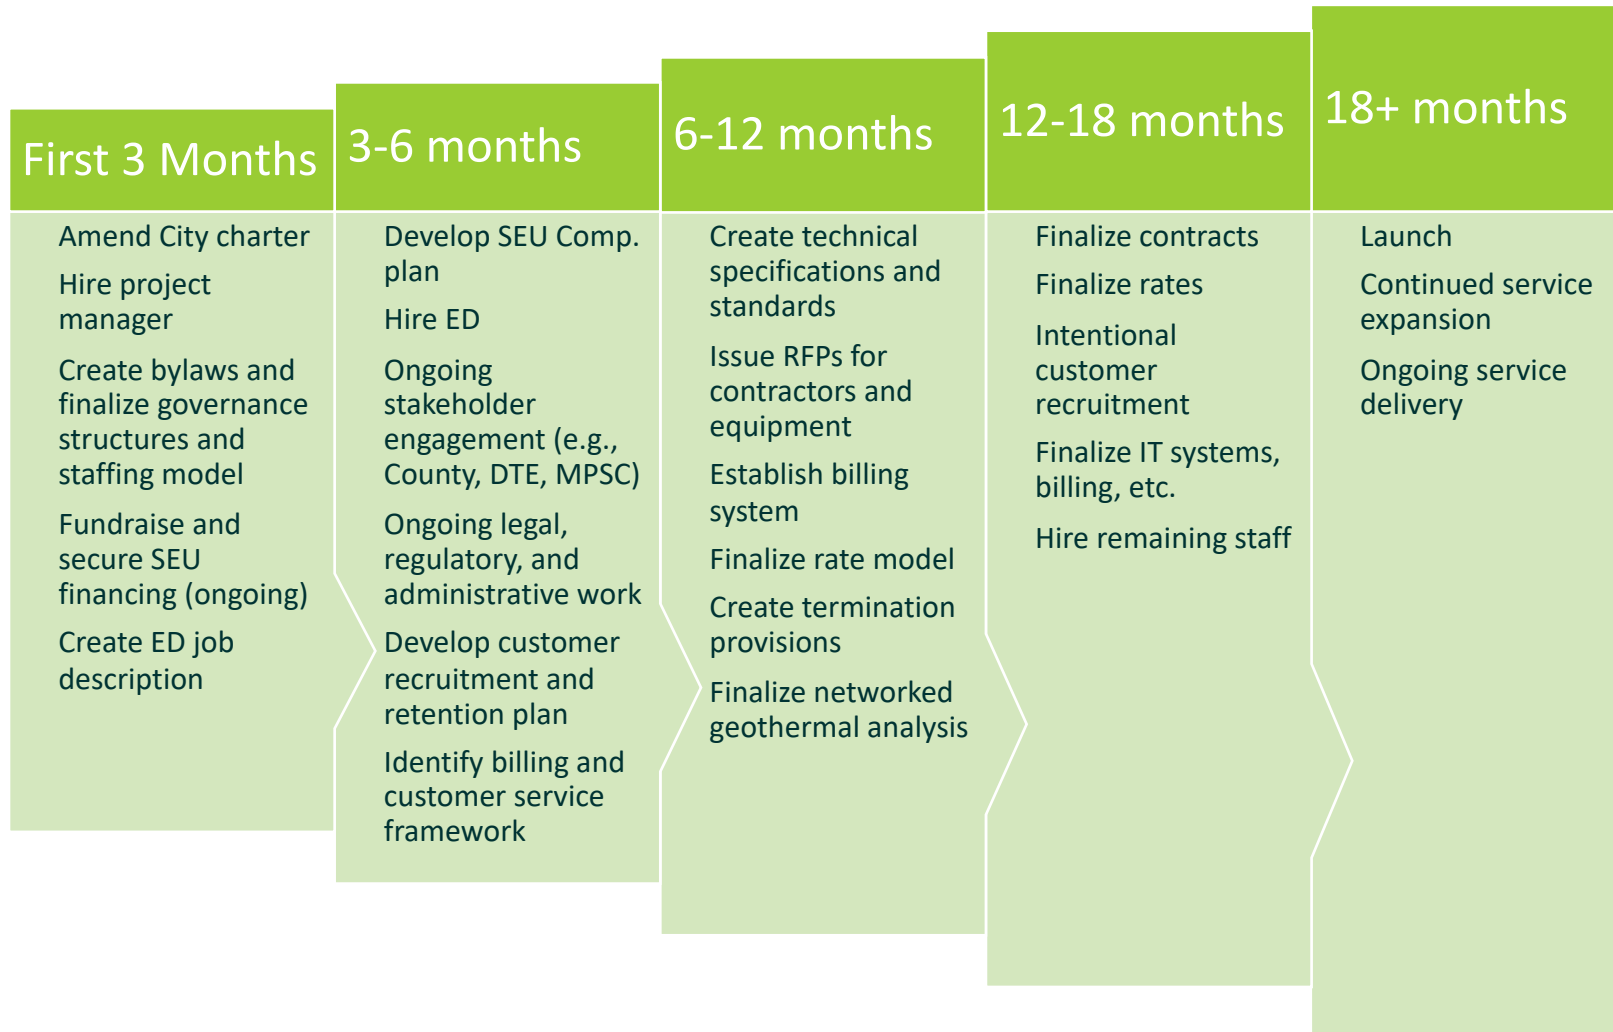 First 3 Months
Amend City charter
Hire project
manager
Create bylaws and
finalize governance
structures and
staffing model
Fundraise and
secure SEU
financing (ongoing)
Create ED job
description
3-6 months
Develop SEU Comp.
plan
Hire ED
Ongoing
stakeholder
engagement (e.g.,
County, DTE, MPSC)
Ongoing legal,
regulatory, and
administrative work
Develop customer
recruitment and
retention plan
Identify billing and
customer service
framework
6-12 months
Create technical
specifications and
standards
Issue RFPs for
contractors and
equipment
Establish billing
system
Finalize rate model
Create termination
provisions
Finalize networked
geothermal analysis
12-18 months
Finalize contracts
Finalize rates
Intentional
customer
recruitment
Finalize IT systems,
billing, etc.
Hire remaining staff
18+ months
Launch
Continued service
expansion
Ongoing service
delivery